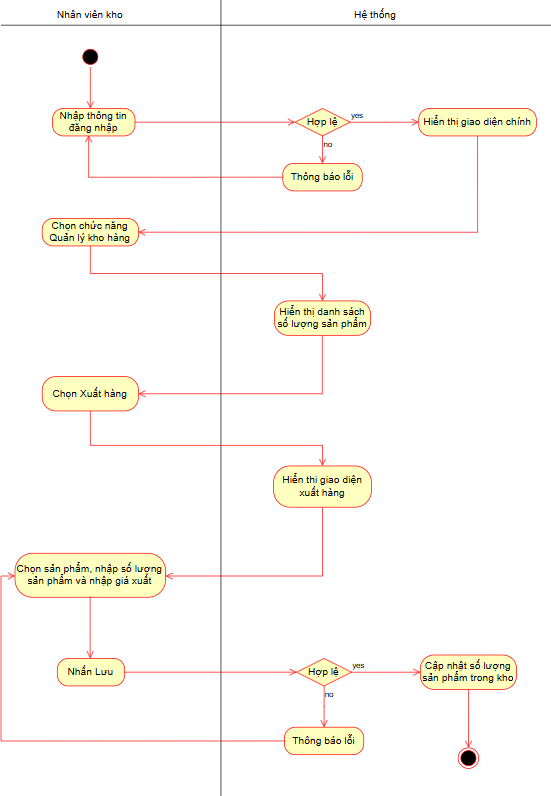 Nhân viên kho
Hệ thống
Nhập thông tin
đăng nhập
Hợp lệ
yes
Hiển thị giao diện chính
no
Thông báo lỗi
Chọn chức năng
Quản lý kho hàng
Hiển thị danh sách
số lượng sản phẩm
Chọn Xuất hàng
Hiển thị giao diện
xuất hàng
Chọn sản phẩm, nhập số lượng
sản phẩm và nhập giá xuất
Nhấn Lưu
Hợp lệ
yes
Cập nhật số lượng
sản phẩm trong kho
no
Thông báo lỗi